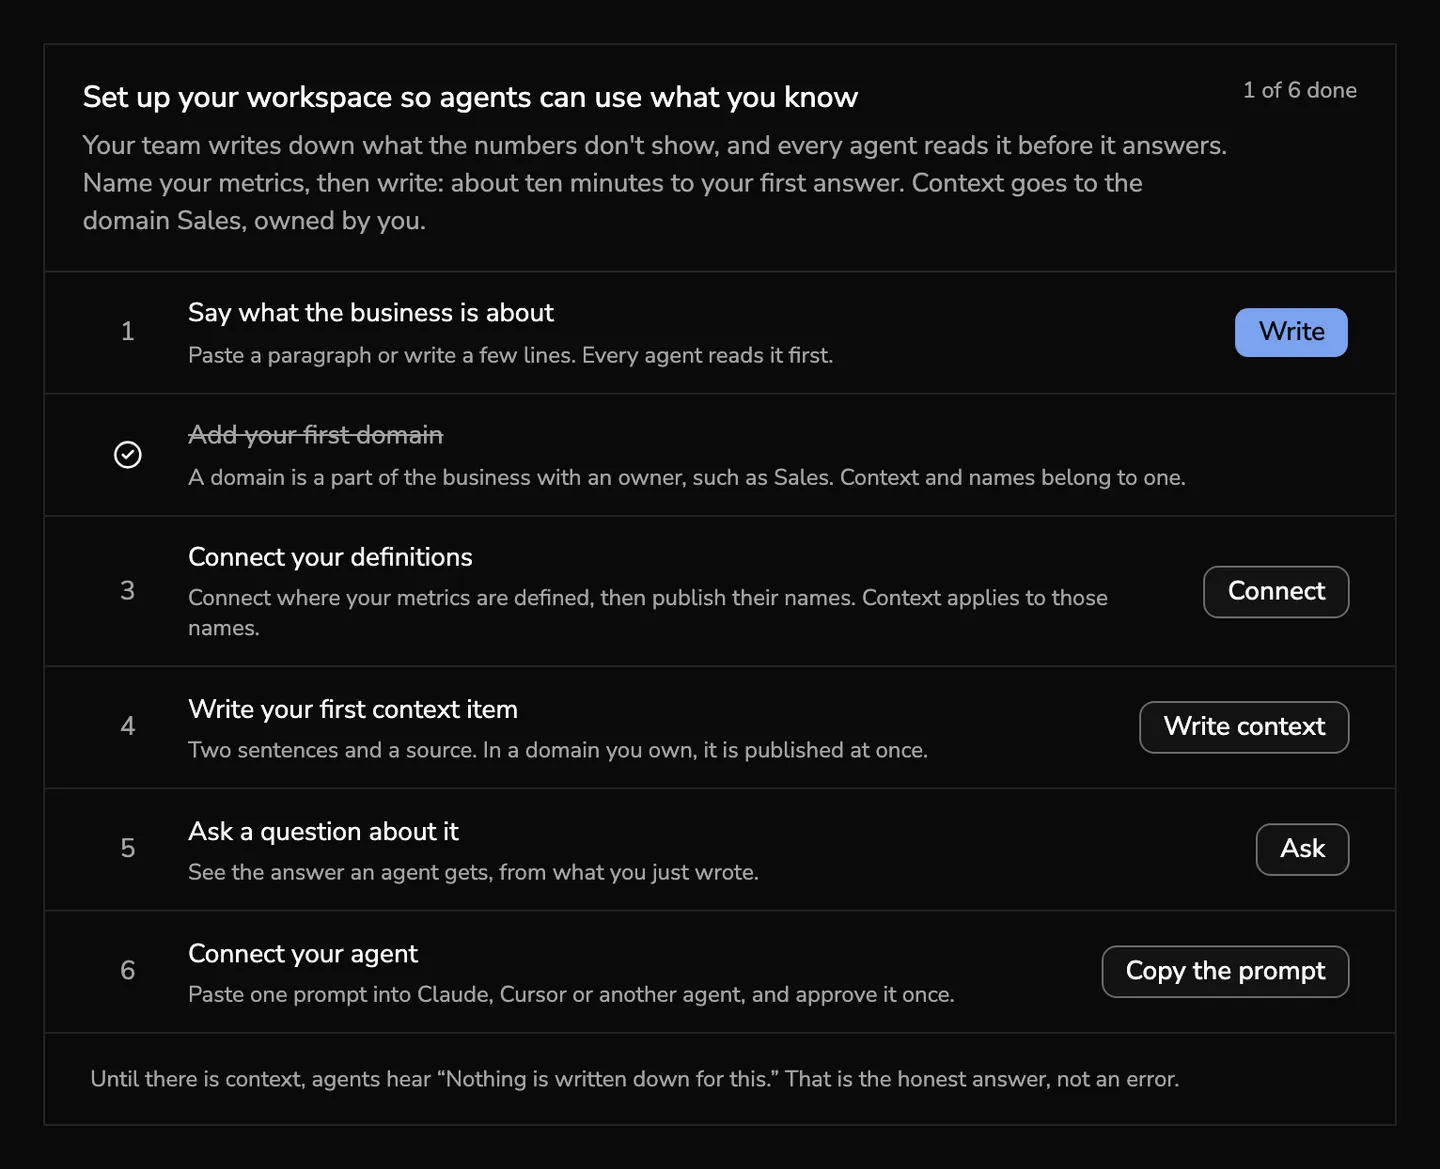 Set up your workspace so agents can use what you know
1 of 6 done
Your team writes down what the numbers don't show, and every agent reads it before it answers.
Name your metrics, then write: about ten minutes to your first answer. Context goes to the
domain Sales, owned by you.
1
Say what the business is about
Paste a paragraph or write a few lines. Every agent reads it first.
Write
Add your first domain
A domain is a part of the business with an owner, such as Sales. Context and names belong to one.
3
Connect your definitions
Connect where your metrics are defined, then publish their names. Context applies to those
names.
Connect
4
Write your first context item
Two sentences and a source. In a domain you own, it is published at once.
Write context
5
Ask a question about it
See the answer an agent gets, from what you just wrote.
Ask
6
Connect your agent
Paste one prompt into Claude, Cursor or another agent, and approve it once.
Copy the prompt
Until there is context, agents hear “Nothing is written down for this.” That is the honest answer, not an error.